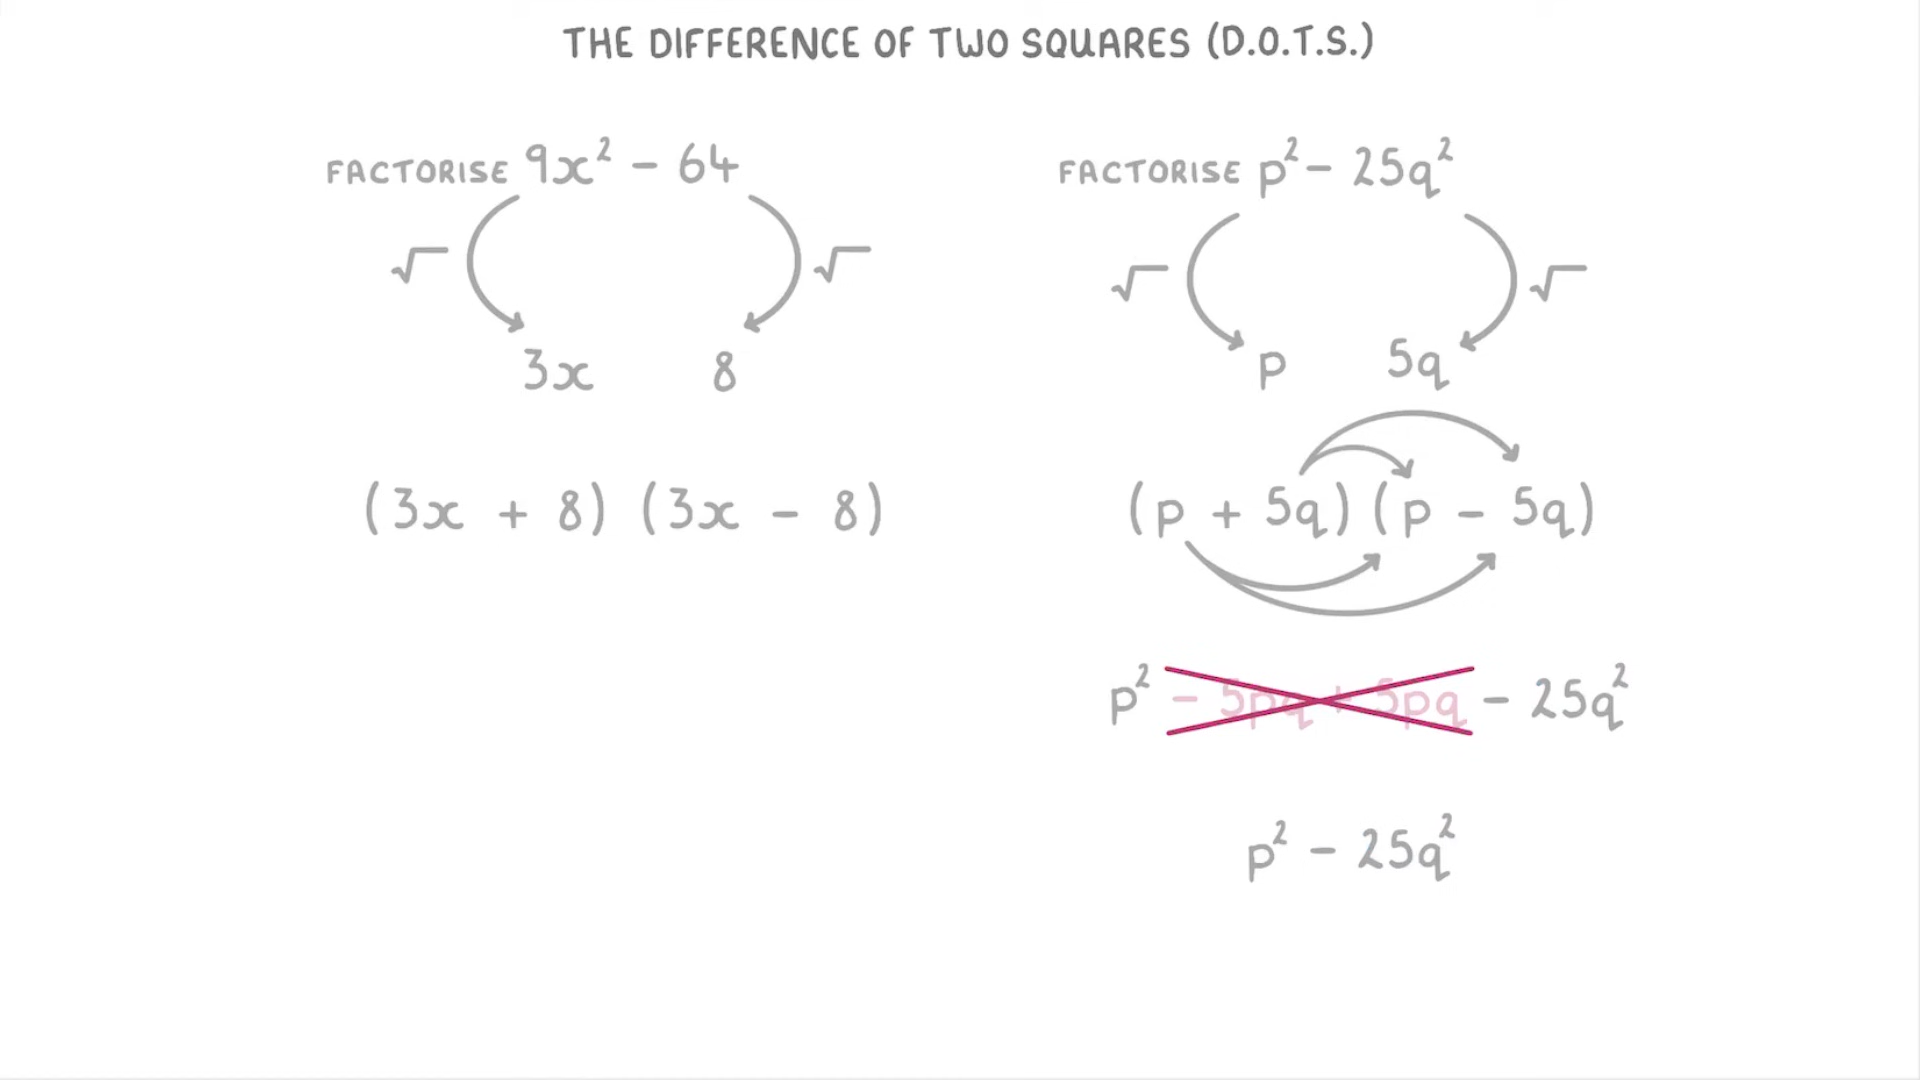 THE DIFFERENCE OF TWO SQUARES (D.O.T.S.)
FACTORISE 9x² - 64
√ √
3x 8
(3x + 8) (3x - 8)
FACTORISE p² - 25q²
√ √
p 5q
(p + 5q) (p - 5q)
p² - 5pq + 5pq - 25q²
p² - 25q²